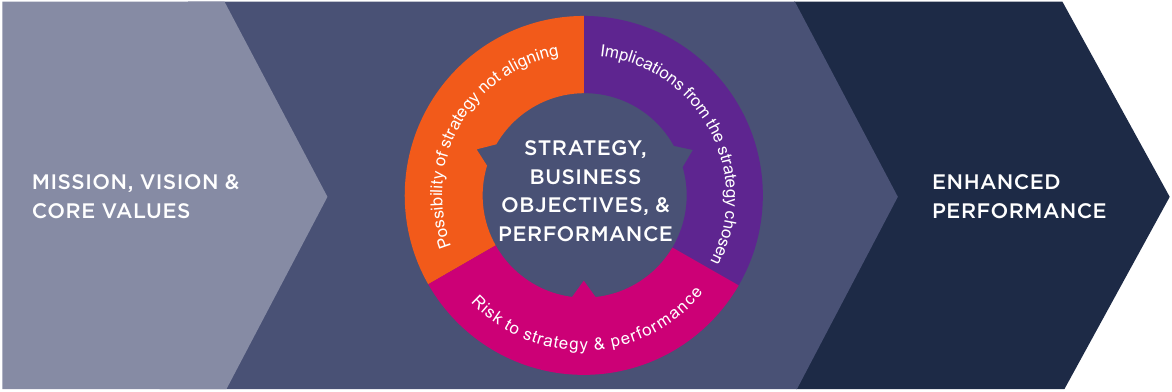 MISSION, VISION &
CORE VALUES
Possibility of strategy not aligning
Implications from the strategy chosen
STRATEGY,
BUSINESS
OBJECTIVES, &
PERFORMANCE
Risk to strategy & performance
ENHANCED
PERFORMANCE